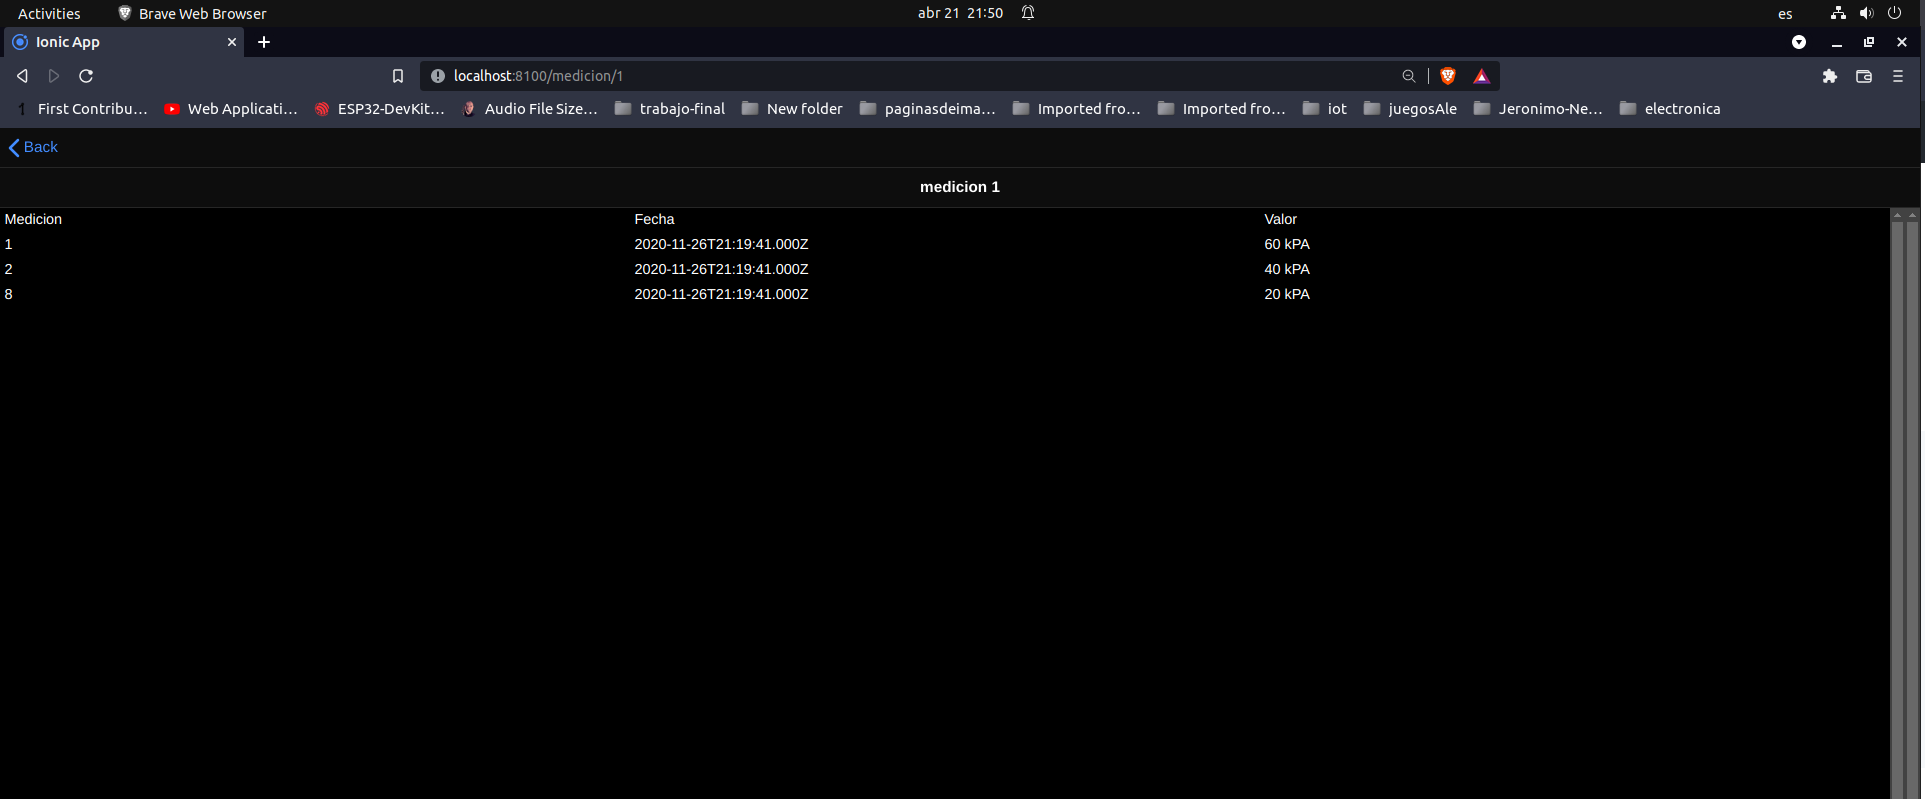 Activities Brave Web Browser abr 21 21:50 es
Ionic App
localhost:8100/medicion/1
1 First Contribu... Web Applicati... ESP32-DevKit... Audio File Size... trabajo-final New folder paginasdeima... Imported fro... Imported fro... iot juegosAle Jeronimo-Ne... electronica
Back
medicion 1
Medicion Fecha Valor
1 2020-11-26T21:19:41.000Z 60 kPA
2 2020-11-26T21:19:41.000Z 40 kPA
8 2020-11-26T21:19:41.000Z 20 kPA